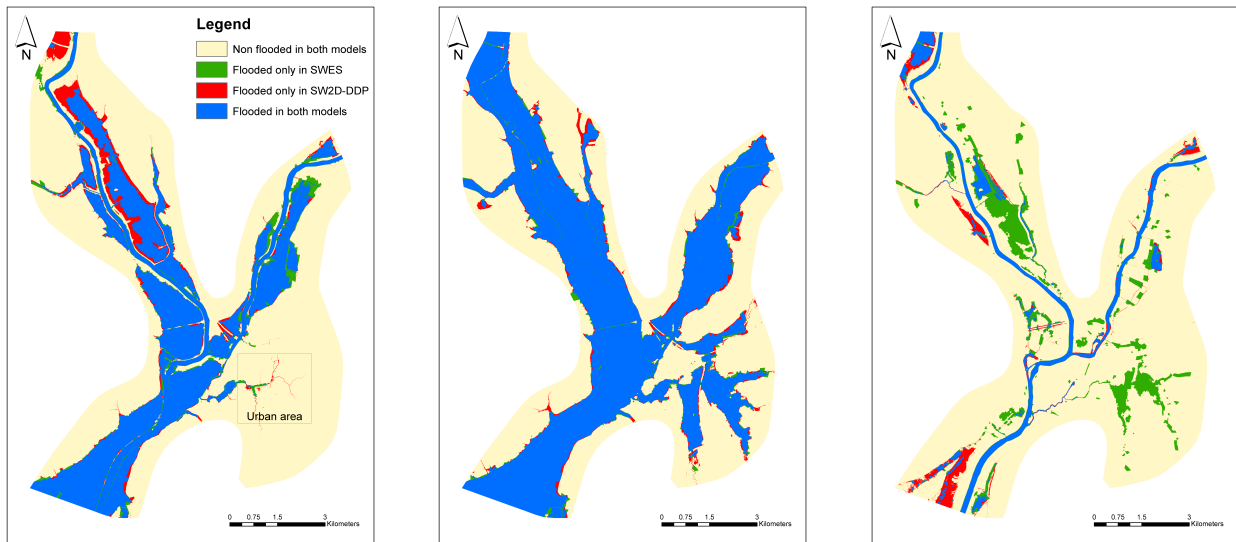 Legend
N
Non flooded in both models
Flooded only in SWES
Flooded only in SW2D-DDP
Flooded in both models
Urban area
0 0.75 1.5 3
Kilometers
N
0 0.75 1.5 3
Kilometers
N
0 0.75 1.5 3
Kilometers